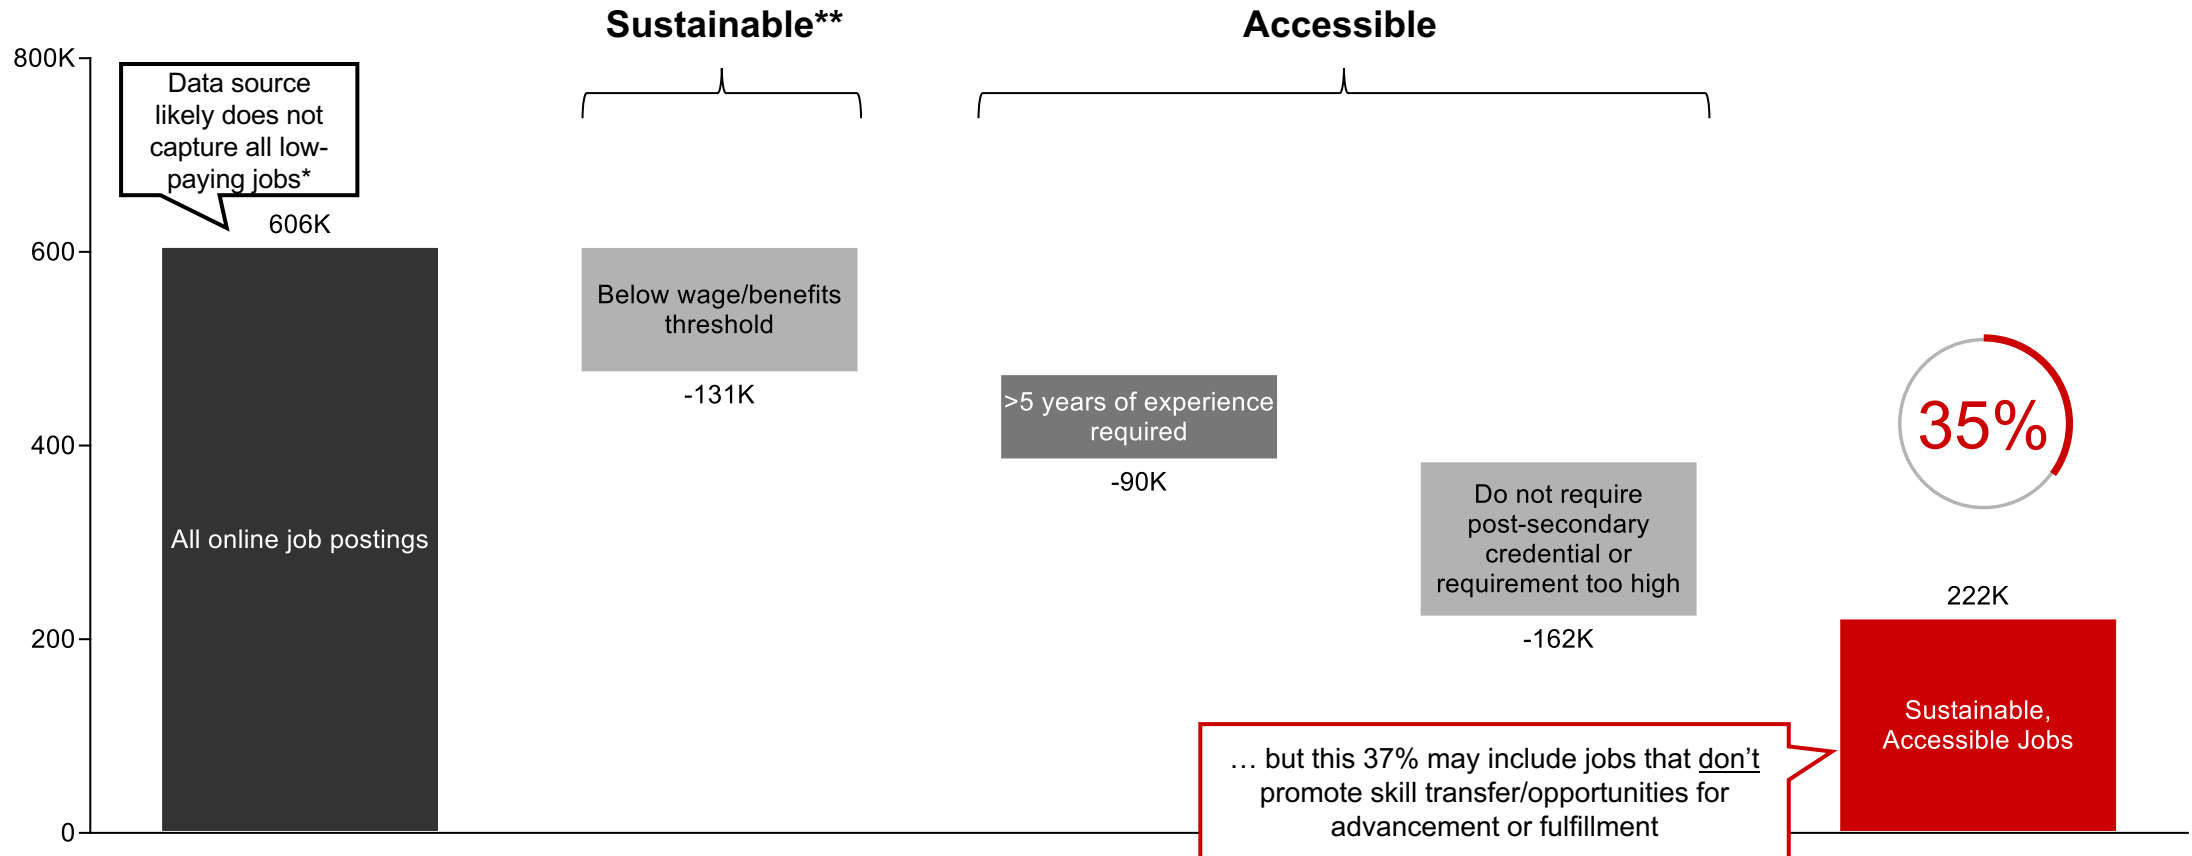 Sustainable**
Accessible
800K
600
400
200
0
Data source
likely does not
capture all low-
paying jobs*
606K
All online job postings
Below wage/benefits
threshold
-131K
>5 years of experience
required
-90K
Do not require
post-secondary
credential or
requirement too high
-162K
35%
222K
Sustainable,
Accessible Jobs
… but this 37% may include jobs that don’t
promote skill transfer/opportunities for
advancement or fulfillment